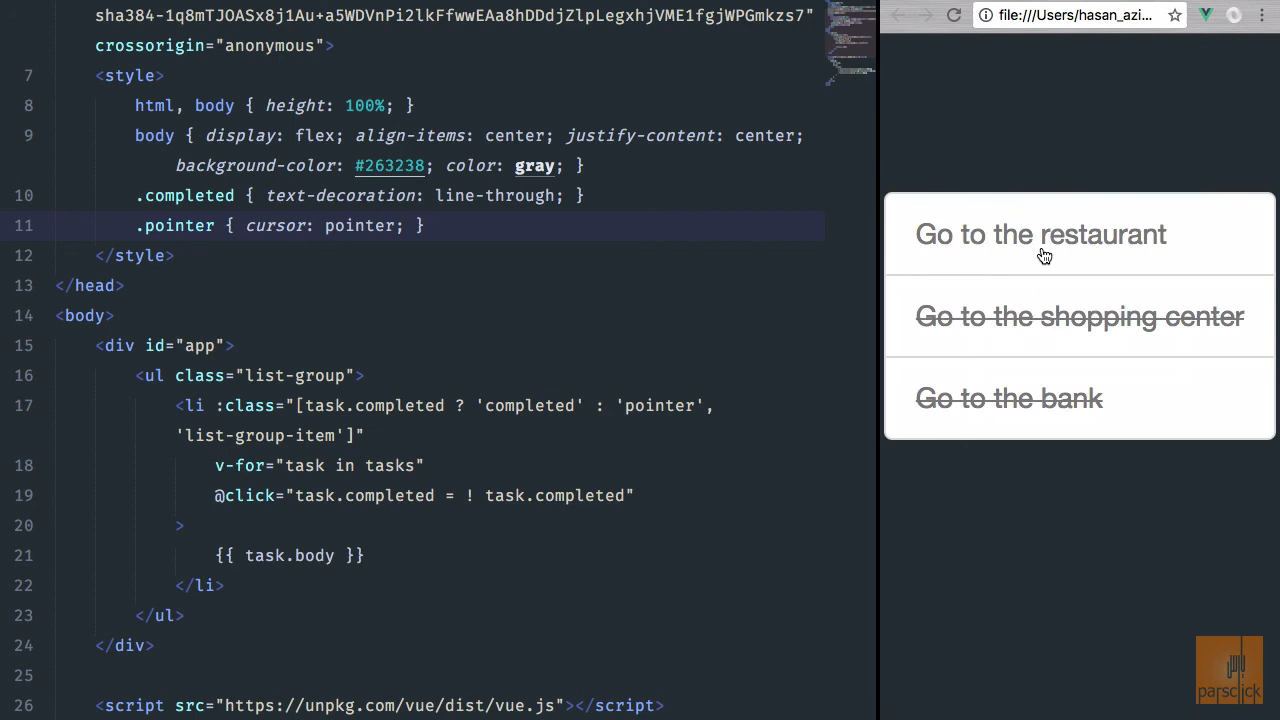 sha384-1q8mTJOASx8j1Au+a5WDVnPi2lkFfwwEAa8hDDdjZlpLegxhjVME1fgjWPGmkzs7"
crossorigin="anonymous">
7 <style>
8 html, body { height: 100%; }
9 body { display: flex; align-items: center; justify-content: center;
background-color: #263238; color: gray; }
10 .completed { text-decoration: line-through; }
11 .pointer { cursor: pointer; }
12 </style>
13 </head>
14 <body>
15 <div id="app">
16 <ul class="list-group">
17 <li :class="[task.completed ? 'completed' : 'pointer',
'list-group-item']"
18 v-for="task in tasks"
19 @click="task.completed = ! task.completed"
20 >
21 {{ task.body }}
22 </li>
23 </ul>
24 </div>
25
26 <script src="https://unpkg.com/vue/dist/vue.js"></script>
file:///Users/hasan_azi...
Go to the restaurant
Go to the shopping center
Go to the bank
parsclick